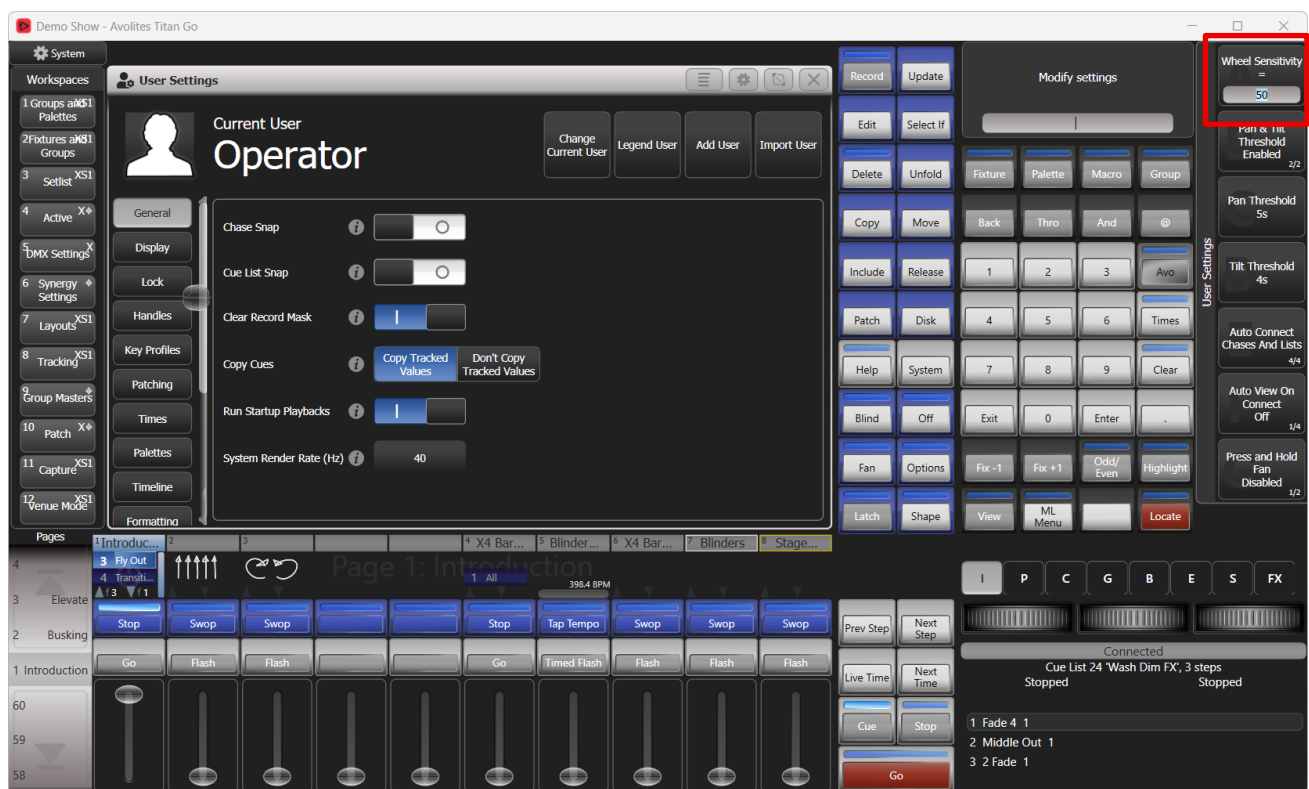 Demo Show - Avolites Titan Go
System
Workspaces
1 Groups and
Palettes
XS1
2 Fixtures and
Groups
XS1
3 Setlist XS1
4 Active X
5 DMX Settings X
6 Synergy
Settings
7 Layouts XS1
8 Tracking XS1
9 Group Masters
10 Patch X
11 Capture XS1
12 Venue Mode XS1
User Settings
Current User
Operator
Change
Current User
Legend User
Add User
Import User
General
Display
Lock
Handles
Key Profiles
Patching
Times
Palettes
Timeline
Formatting
Chase Snap
Cue List Snap
Clear Record Mask
Copy Cues
Copy Tracked
Values
Don't Copy
Tracked Values
Run Startup Playbacks
System Render Rate (Hz)
40
Record
Update
Edit
Select If
Delete
Unfold
Copy
Move
Include
Release
Patch
Disk
Help
System
Blind
Off
Fan
Options
Latch
Shape
Modify settings
Fixture
Palette
Macro
Group
Back
Thro
And
@
1
2
3
Avo
4
5
6
Times
7
8
9
Clear
Exit
0
Enter
.
Fix -1
Fix +1
Odd/
Even
Highlight
View
ML
Menu
Locate
User Settings
Wheel Sensitivity
=
50
Pan & Tilt
Threshold
Enabled
2/2
Pan Threshold
5s
Tilt Threshold
4s
Auto Connect
Chases And Lists
4/4
Auto View On
Connect
Off
1/4
Press and Hold
Fan
Disabled
1/2
Pages
4
3 Elevate
2 Busking
1 Introduction
60
59
58
Page 1: Introduction
1 Introduc...
3 Fly Out
4 Transiti...
f 3
f 1
2
3
4 X4 Bar...
1 All
5 Blinder...
398.4 BPM
6 X4 Bar...
7 Blinders
8 Stage...
Stop
Swop
Swop
Stop
Tap Tempo
Swop
Swop
Swop
Go
Flash
Flash
Go
Timed Flash
Flash
Flash
Flash
Prev Step
Next
Step
Live Time
Next
Time
Cue
Stop
Go
I
P
C
G
B
E
S
FX
Connected
Cue List 24 'Wash Dim FX', 3 steps
Stopped
Stopped
1 Fade 4 1
2 Middle Out 1
3 2 Fade 1